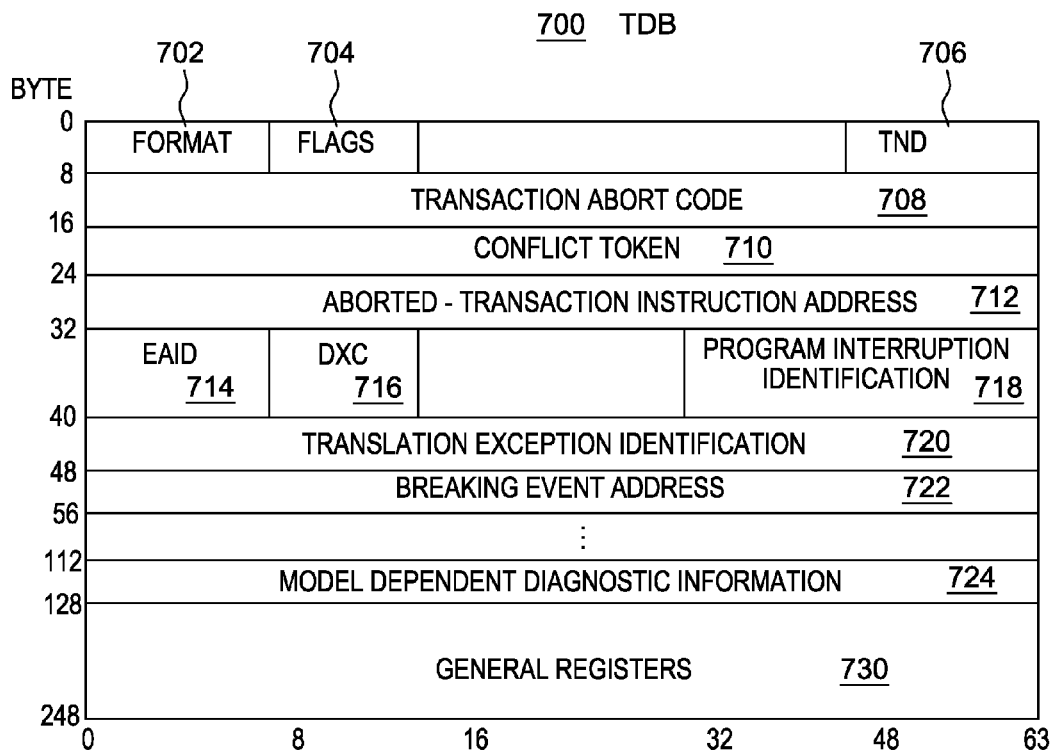 700 TDB
702 704 706
BYTE
0 FORMAT FLAGS TND
8 TRANSACTION ABORT CODE 708
16 CONFLICT TOKEN 710
24 ABORTED - TRANSACTION INSTRUCTION ADDRESS 712
32 EAID 714 DXC 716 PROGRAM INTERRUPTION
IDENTIFICATION 718
40 TRANSLATION EXCEPTION IDENTIFICATION 720
48 BREAKING EVENT ADDRESS 722
56
⋮
112 MODEL DEPENDENT DIAGNOSTIC INFORMATION 724
128
GENERAL REGISTERS 730
248
0 8 16 32 48 63